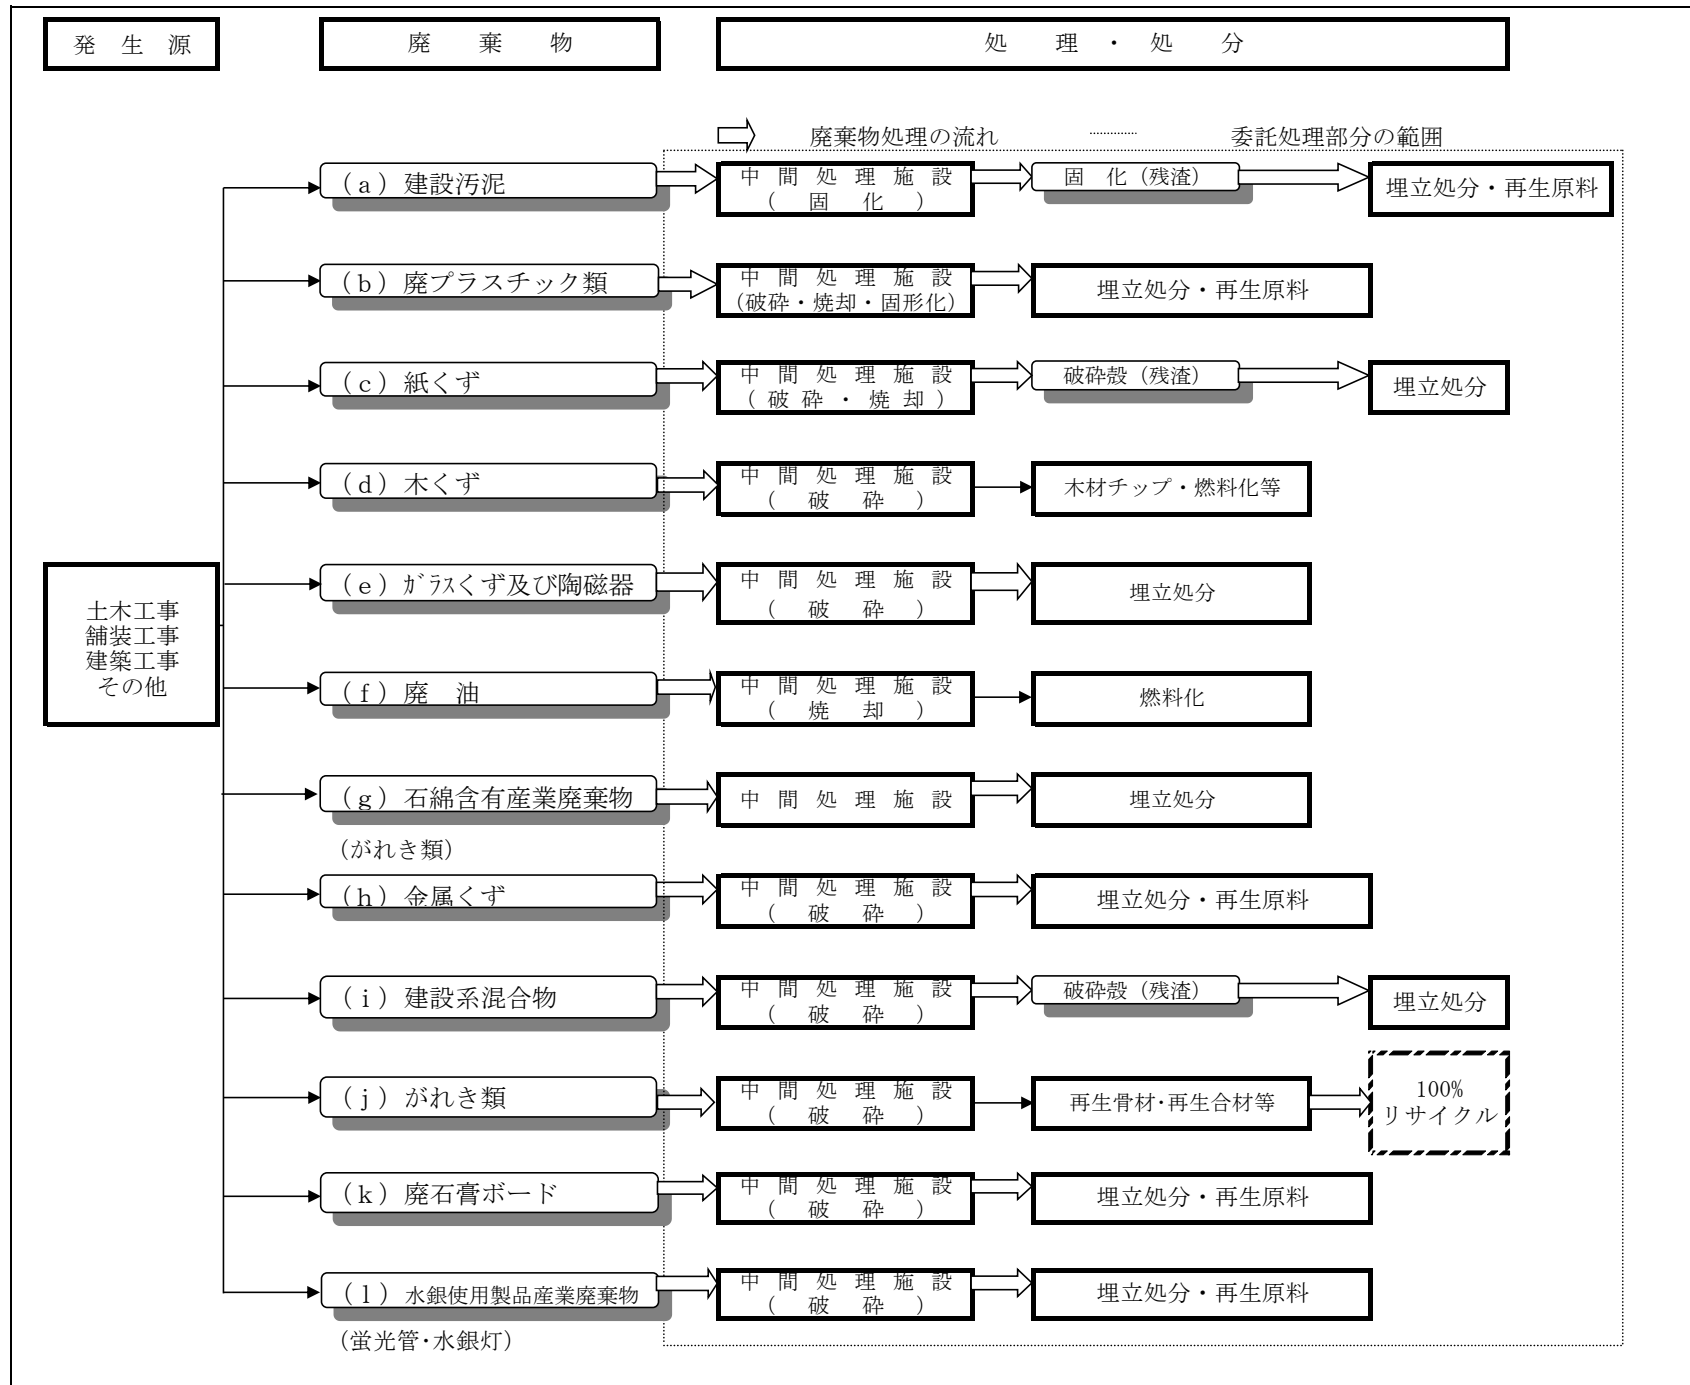 発生源
廃棄物
処理・処分
廃棄物処理の流れ
委託処理部分の範囲
(a)建設汚泥
中間処理施設
(固化)
固化(残渣)
埋立処分・再生原料
(b)廃プラスチック類
中間処理施設
(破砕・焼却・固形化)
埋立処分・再生原料
(c)紙くず
中間処理施設
(破砕・焼却)
破砕殻(残渣)
埋立処分
(d)木くず
中間処理施設
(破砕)
木材チップ・燃料化等
土木工事
舗装工事
建築工事
その他
(e)ガラスくず及び陶磁器
中間処理施設
(破砕)
埋立処分
(f)廃油
中間処理施設
(焼却)
燃料化
(g)石綿含有産業廃棄物
(がれき類)
中間処理施設
埋立処分
(h)金属くず
中間処理施設
(破砕)
埋立処分・再生原料
(i)建設系混合物
中間処理施設
(破砕)
破砕殻(残渣)
埋立処分
(j)がれき類
中間処理施設
(破砕)
再生骨材・再生合材等
100%
リサイクル
(k)廃石膏ボード
中間処理施設
(破砕)
埋立処分・再生原料
(l)水銀使用製品産業廃棄物
(蛍光管・水銀灯)
中間処理施設
(破砕)
埋立処分・再生原料